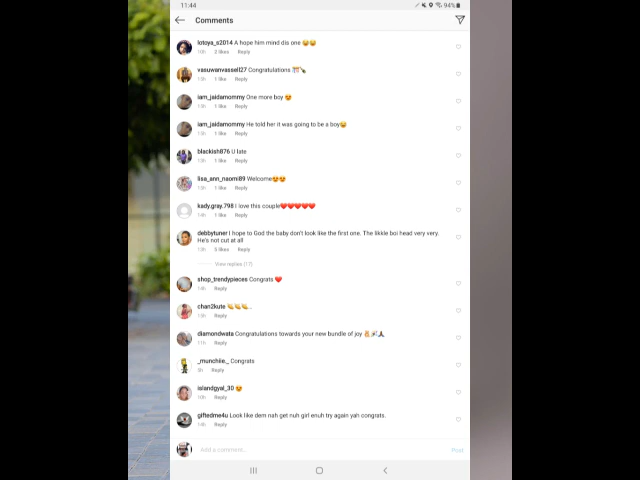 11:44
94%
Comments
lotoya_s2014 A hope him mind dis one 😂😂
16h 2 likes Reply
vasuwanvassell27 Congratulations 🎊🍾
13h 1 like Reply
iam_jaidamommy One more boy 😍
13h 1 like Reply
iam_jaidamommy He told her it was going to be a boy😂
13h 1 like Reply
blackish876 U late
13h 1 like Reply
lisa_ann_naomi89 Welcome😍😍
13h 1 like Reply
kady.gray.798 I love this couple❤❤❤❤❤
14h 1 like Reply
debbytuner I hope to God the baby don't look like the first one. The likkle boi head very very.
He's not cut at all
13h 5 likes Reply
View replies (17)
shop_trendypieces Congrats ❤
14h Reply
chan2kute
13h Reply
diamondwata Congratulations towards your new bundle of joy
11h Reply
_munchiie._ Congrats
3h Reply
islandgyal_30 😍
10h Reply
giftedme4u Look like dem nah get nuh girl enuh try again yah congrats.
14h Reply
Add a comment...
Post